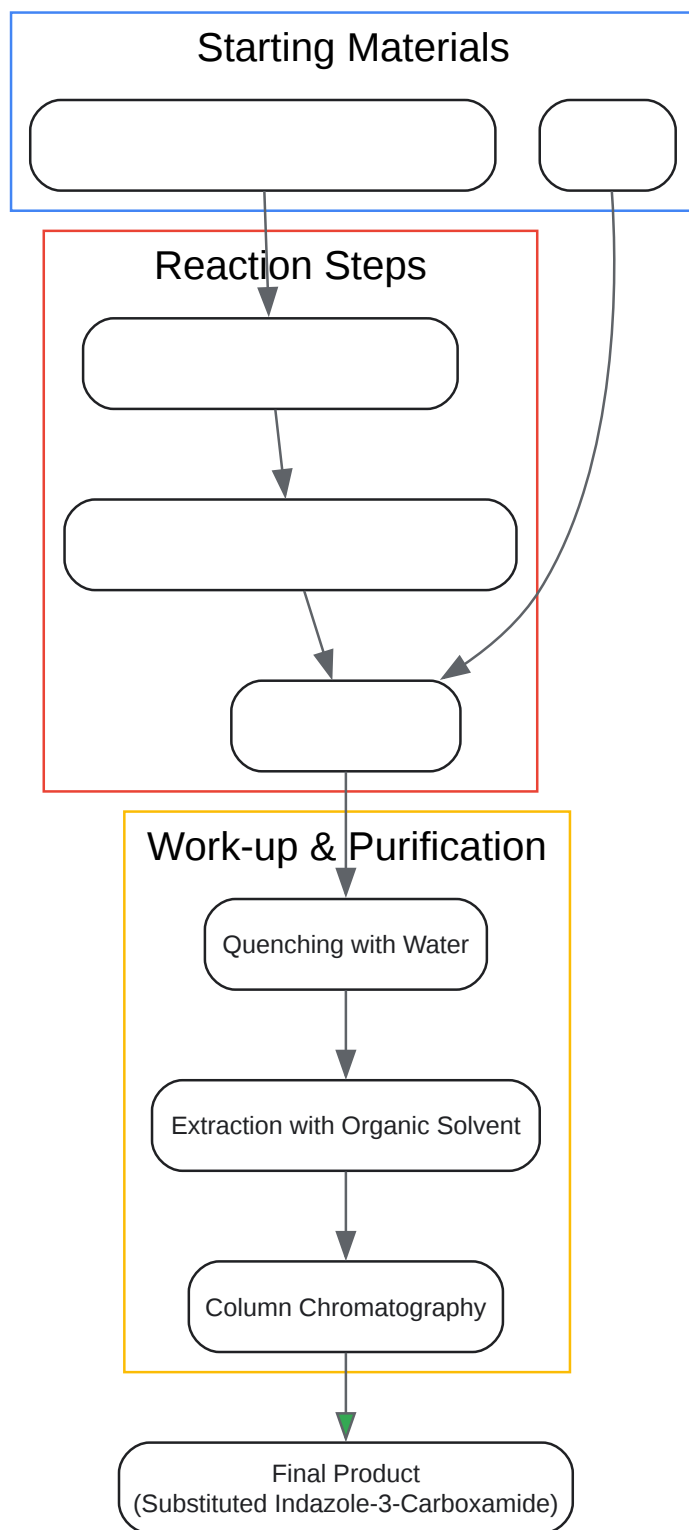 Starting Materials
Reaction Steps
Work-up & Purification
Quenching with Water
Extraction with Organic Solvent
Column Chromatography
Final Product
(Substituted Indazole-3-Carboxamide)